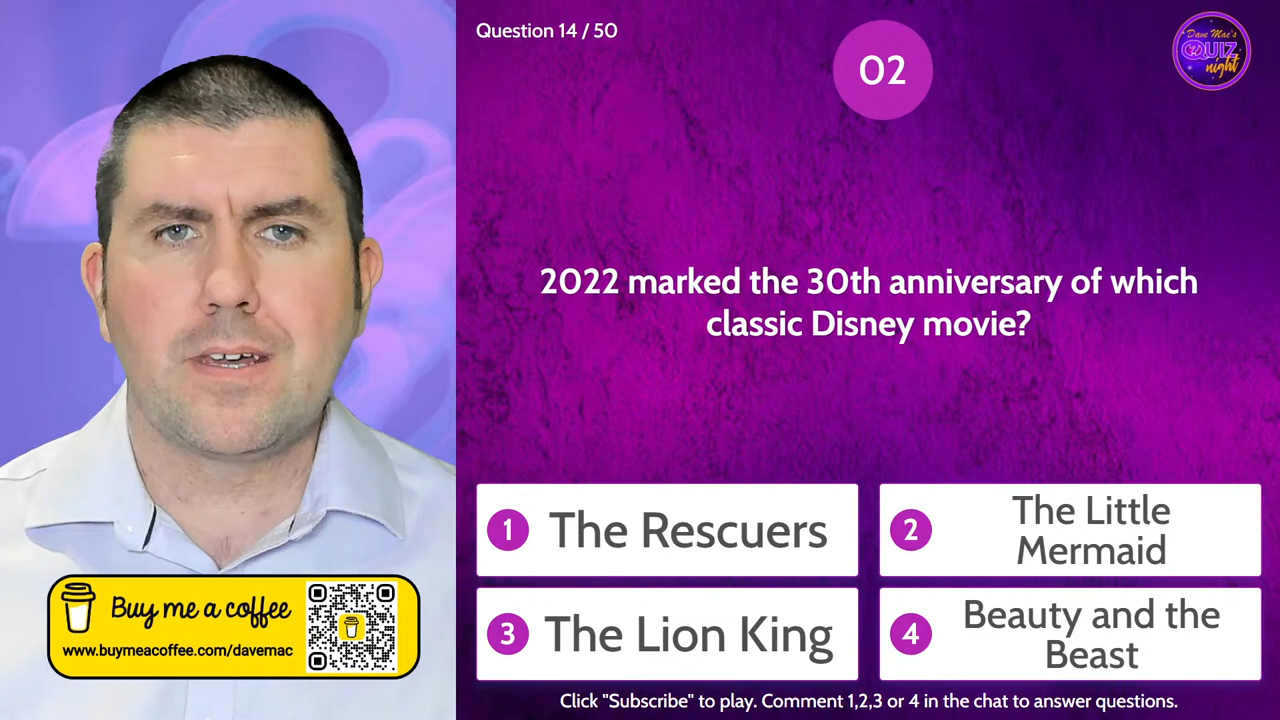 Question 14 / 50
02
Dave Mac's
QUIZ
night
2022 marked the 30th anniversary of which
classic Disney movie?
1 The Rescuers
2 The Little
Mermaid
3 The Lion King
4 Beauty and the
Beast
Buy me a coffee
www.buymeacoffee.com/davemac
Click "Subscribe" to play. Comment 1,2,3 or 4 in the chat to answer questions.